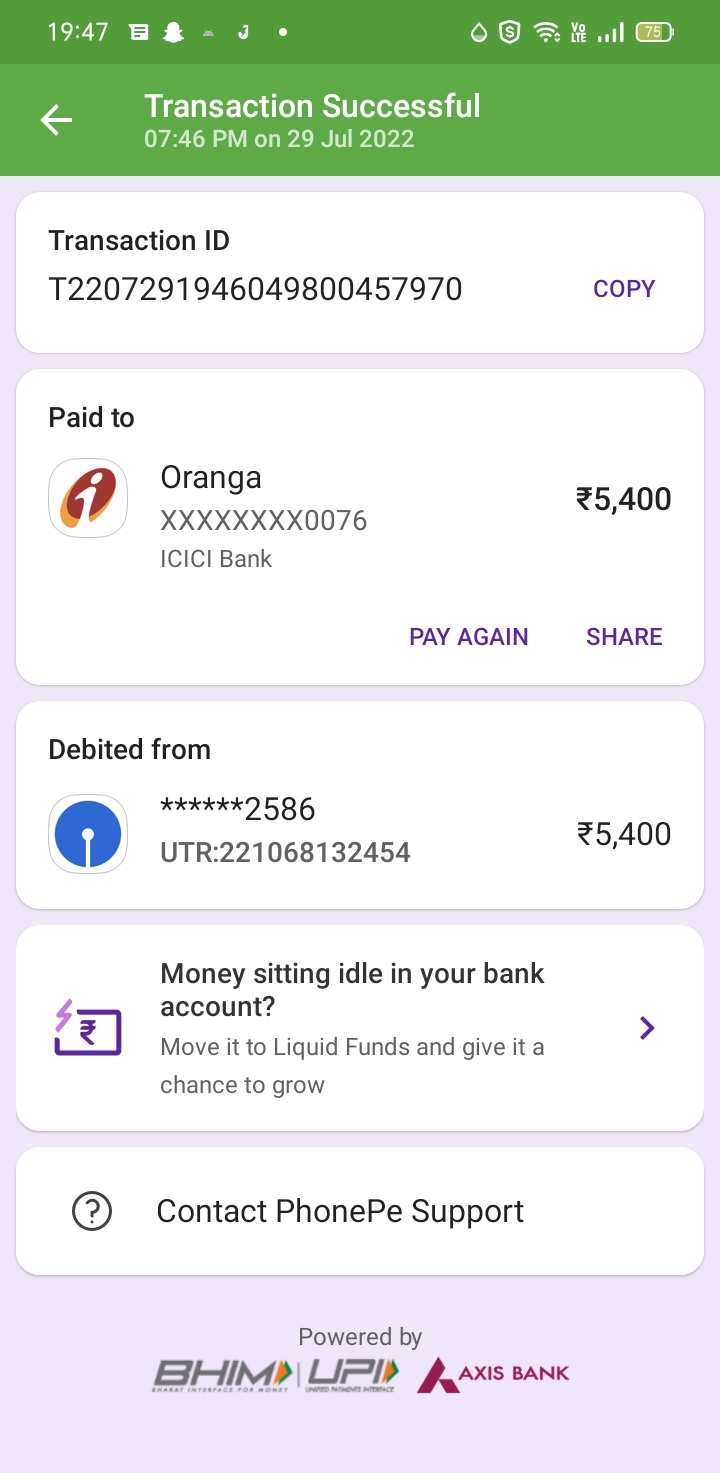 19:47
Vo
LTE
75
Transaction Successful
07:46 PM on 29 Jul 2022
Transaction ID
T2207291946049800457970
COPY
Paid to
Oranga
XXXXXXXX0076
₹5,400
ICICI Bank
PAY AGAIN
SHARE
Debited from
******2586
UTR:221068132454
₹5,400
Money sitting idle in your bank
account?
Move it to Liquid Funds and give it a
chance to grow
Contact PhonePe Support
Powered by
BHIM
BHARAT INTERFACE FOR MONEY
UPI
UNIFIED PAYMENTS INTERFACE
AXIS BANK